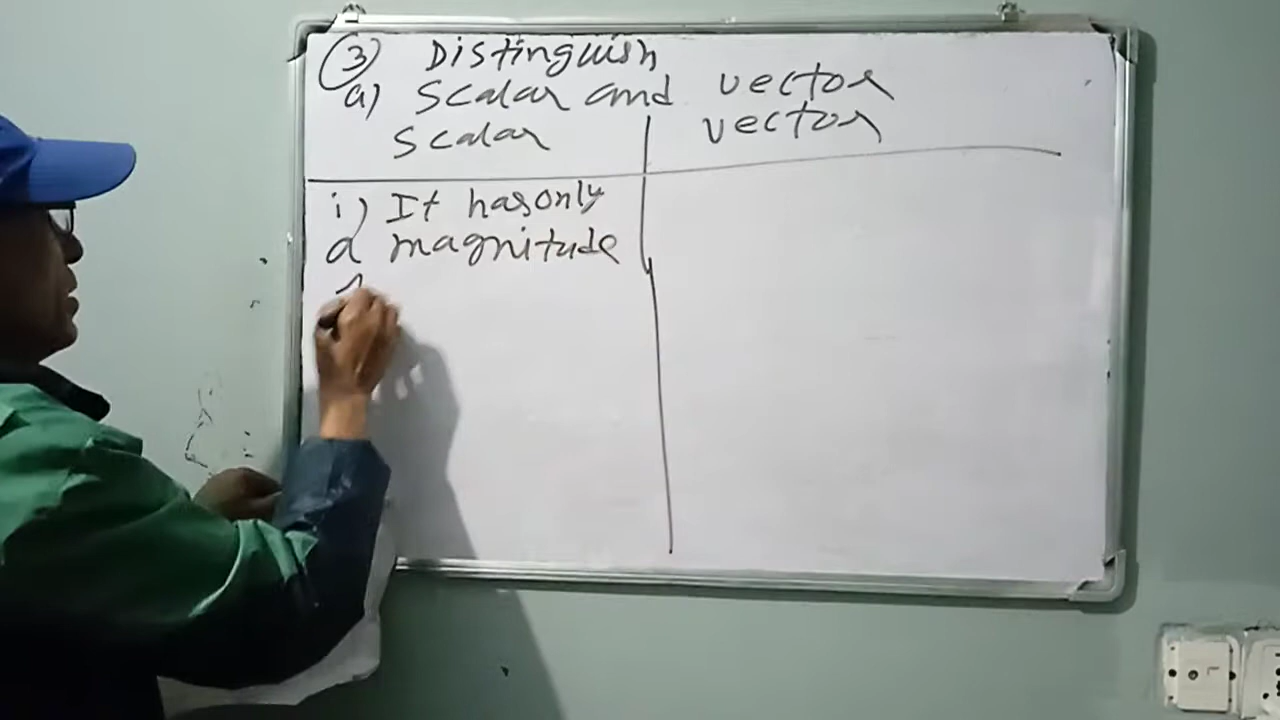 ③ Distinguish
a) Scalar and vector
Scalar vector
i) It has only
a magnitude